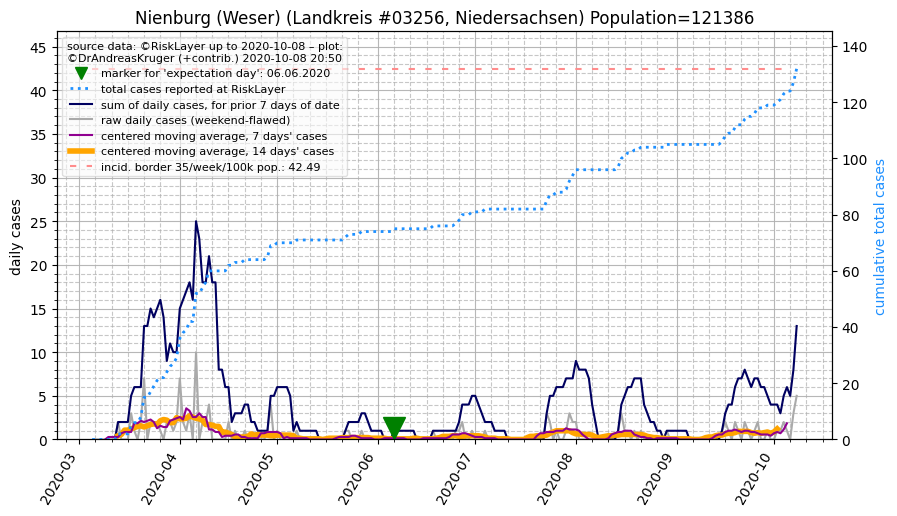 Nienburg (Weser) (Landkreis #03256, Niedersachsen) Population=121386
source data: ©RiskLayer up to 2020-10-08 – plot:
©DrAndreasKruger (+contrib.) 2020-10-08 20:50
marker for 'expectation day': 06.06.2020
total cases reported at RiskLayer
sum of daily cases, for prior 7 days of date
raw daily cases (weekend-flawed)
centered moving average, 7 days' cases
centered moving average, 14 days' cases
incid. border 35/week/100k pop.: 42.49
daily cases
45
40
35
30
25
20
15
10
5
0
cumulative total cases
140
120
100
80
60
40
20
0
2020-03
2020-04
2020-05
2020-06
2020-07
2020-08
2020-09
2020-10